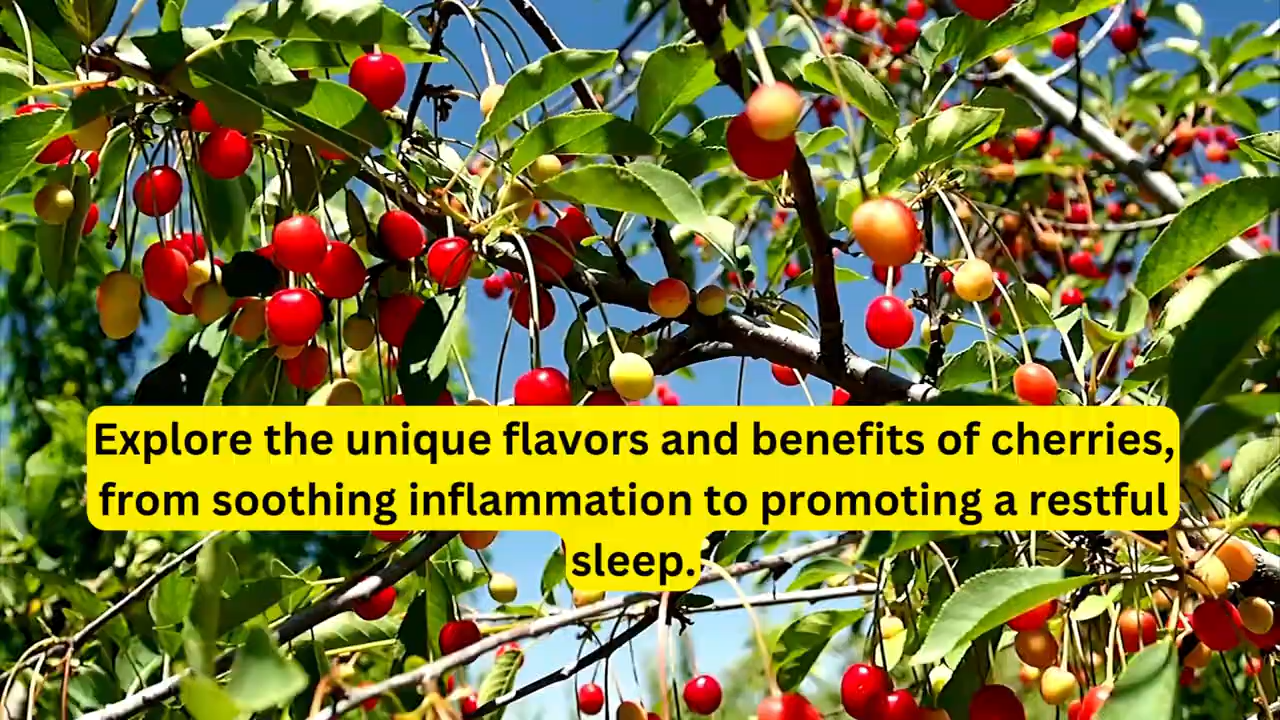 Explore the unique flavors and benefits of cherries,
from soothing inflammation to promoting a restful
sleep.